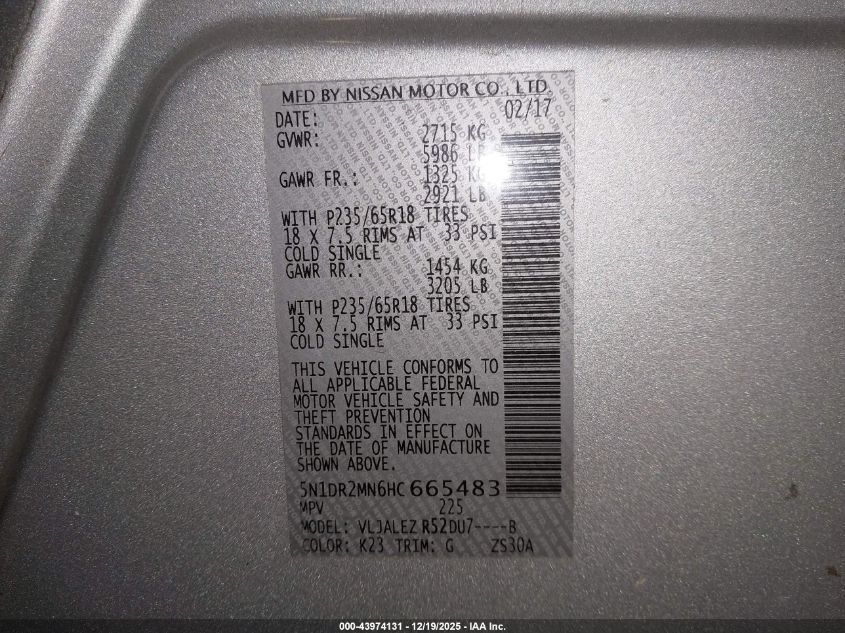 MFD BY NISSAN MOTOR CO., LTD.
DATE: 02/17
GVWR: 2715 KG
5986 LB
GAWR FR.: 1325 KG
2921 LB
WITH P235/65R18 TIRES
18 X 7.5 RIMS AT 33 PSI
COLD SINGLE
GAWR RR.: 1454 KG
3205 LB
WITH P235/65R18 TIRES
18 X 7.5 RIMS AT 33 PSI
COLD SINGLE
THIS VEHICLE CONFORMS TO
ALL APPLICABLE FEDERAL
MOTOR VEHICLE SAFETY AND
THEFT PREVENTION
STANDARDS IN EFFECT ON
THE DATE OF MANUFACTURE
SHOWN ABOVE.
5N1DR2MN6HC665483
MPV 225
MODEL: VLJALEZ R52DU7----B
COLOR: K23 TRIM: G ZS30A
000-43974131 - 12/19/2025 - IAA Inc.